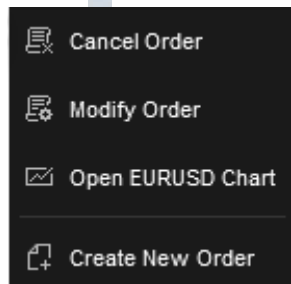 Cancel Order
Modify Order
Open EURUSD Chart
Create New Order